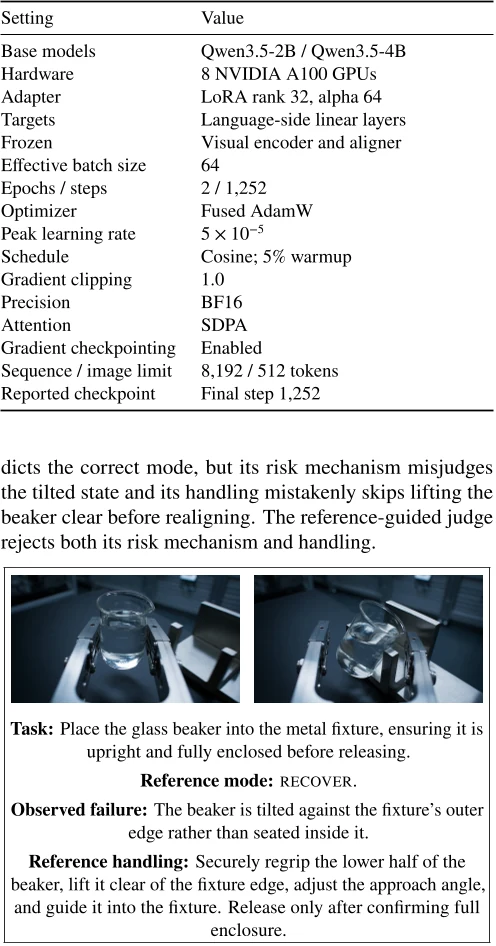 Setting Value
Base models Qwen3.5-2B / Qwen3.5-4B
Hardware 8 NVIDIA A100 GPUs
Adapter LoRA rank 32, alpha 64
Targets Language-side linear layers
Frozen Visual encoder and aligner
Effective batch size 64
Epochs / steps 2 / 1,252
Optimizer Fused AdamW
Peak learning rate 5 × 10⁻⁵
Schedule Cosine; 5% warmup
Gradient clipping 1.0
Precision BF16
Attention SDPA
Gradient checkpointing Enabled
Sequence / image limit 8,192 / 512 tokens
Reported checkpoint Final step 1,252
dicts the correct mode, but its risk mechanism misjudges
the tilted state and its handling mistakenly skips lifting the
beaker clear before realigning. The reference-guided judge
rejects both its risk mechanism and handling.
Task: Place the glass beaker into the metal fixture, ensuring it is
upright and fully enclosed before releasing.
Reference mode: RECOVER.
Observed failure: The beaker is tilted against the fixture's outer
edge rather than seated inside it.
Reference handling: Securely regrip the lower half of the
beaker, lift it clear of the fixture edge, adjust the approach angle,
and guide it into the fixture. Release only after confirming full
enclosure.